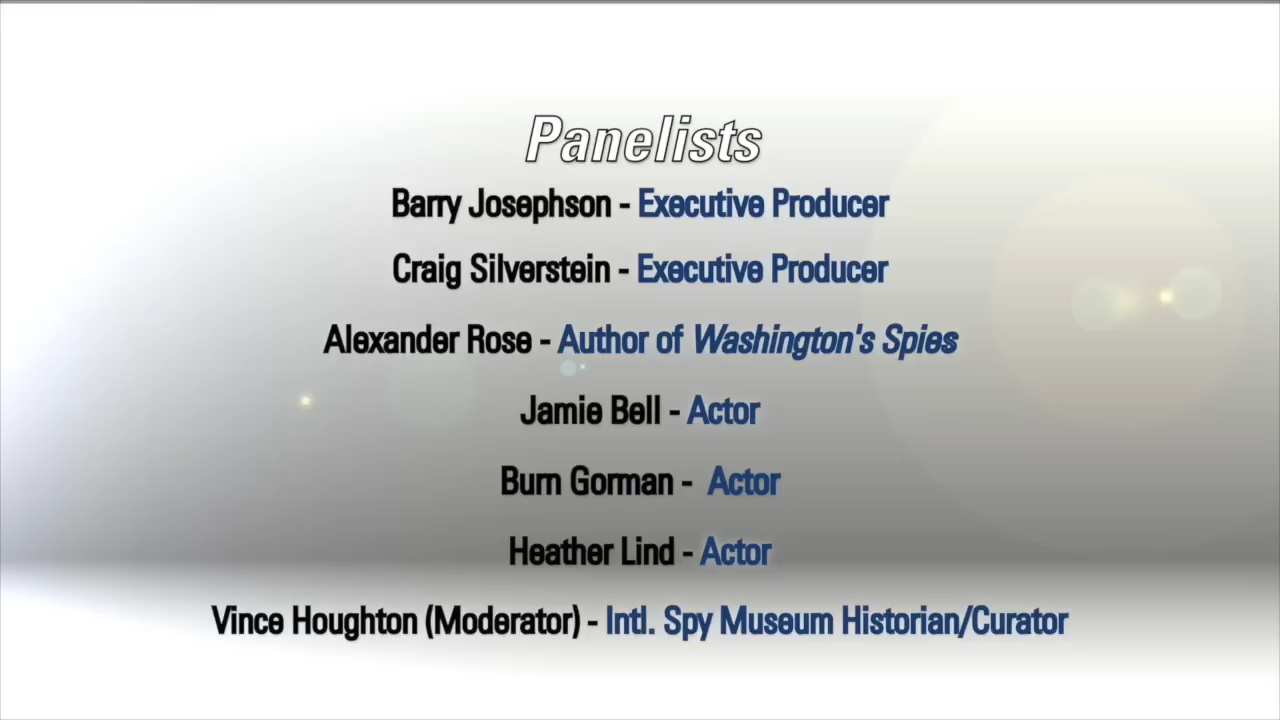 Panelists
Barry Josephson - Executive Producer
Craig Silverstein - Executive Producer
Alexander Rose - Author of Washington's Spies
Jamie Bell - Actor
Burn Gorman - Actor
Heather Lind - Actor
Vince Houghton (Moderator) - Intl. Spy Museum Historian/Curator